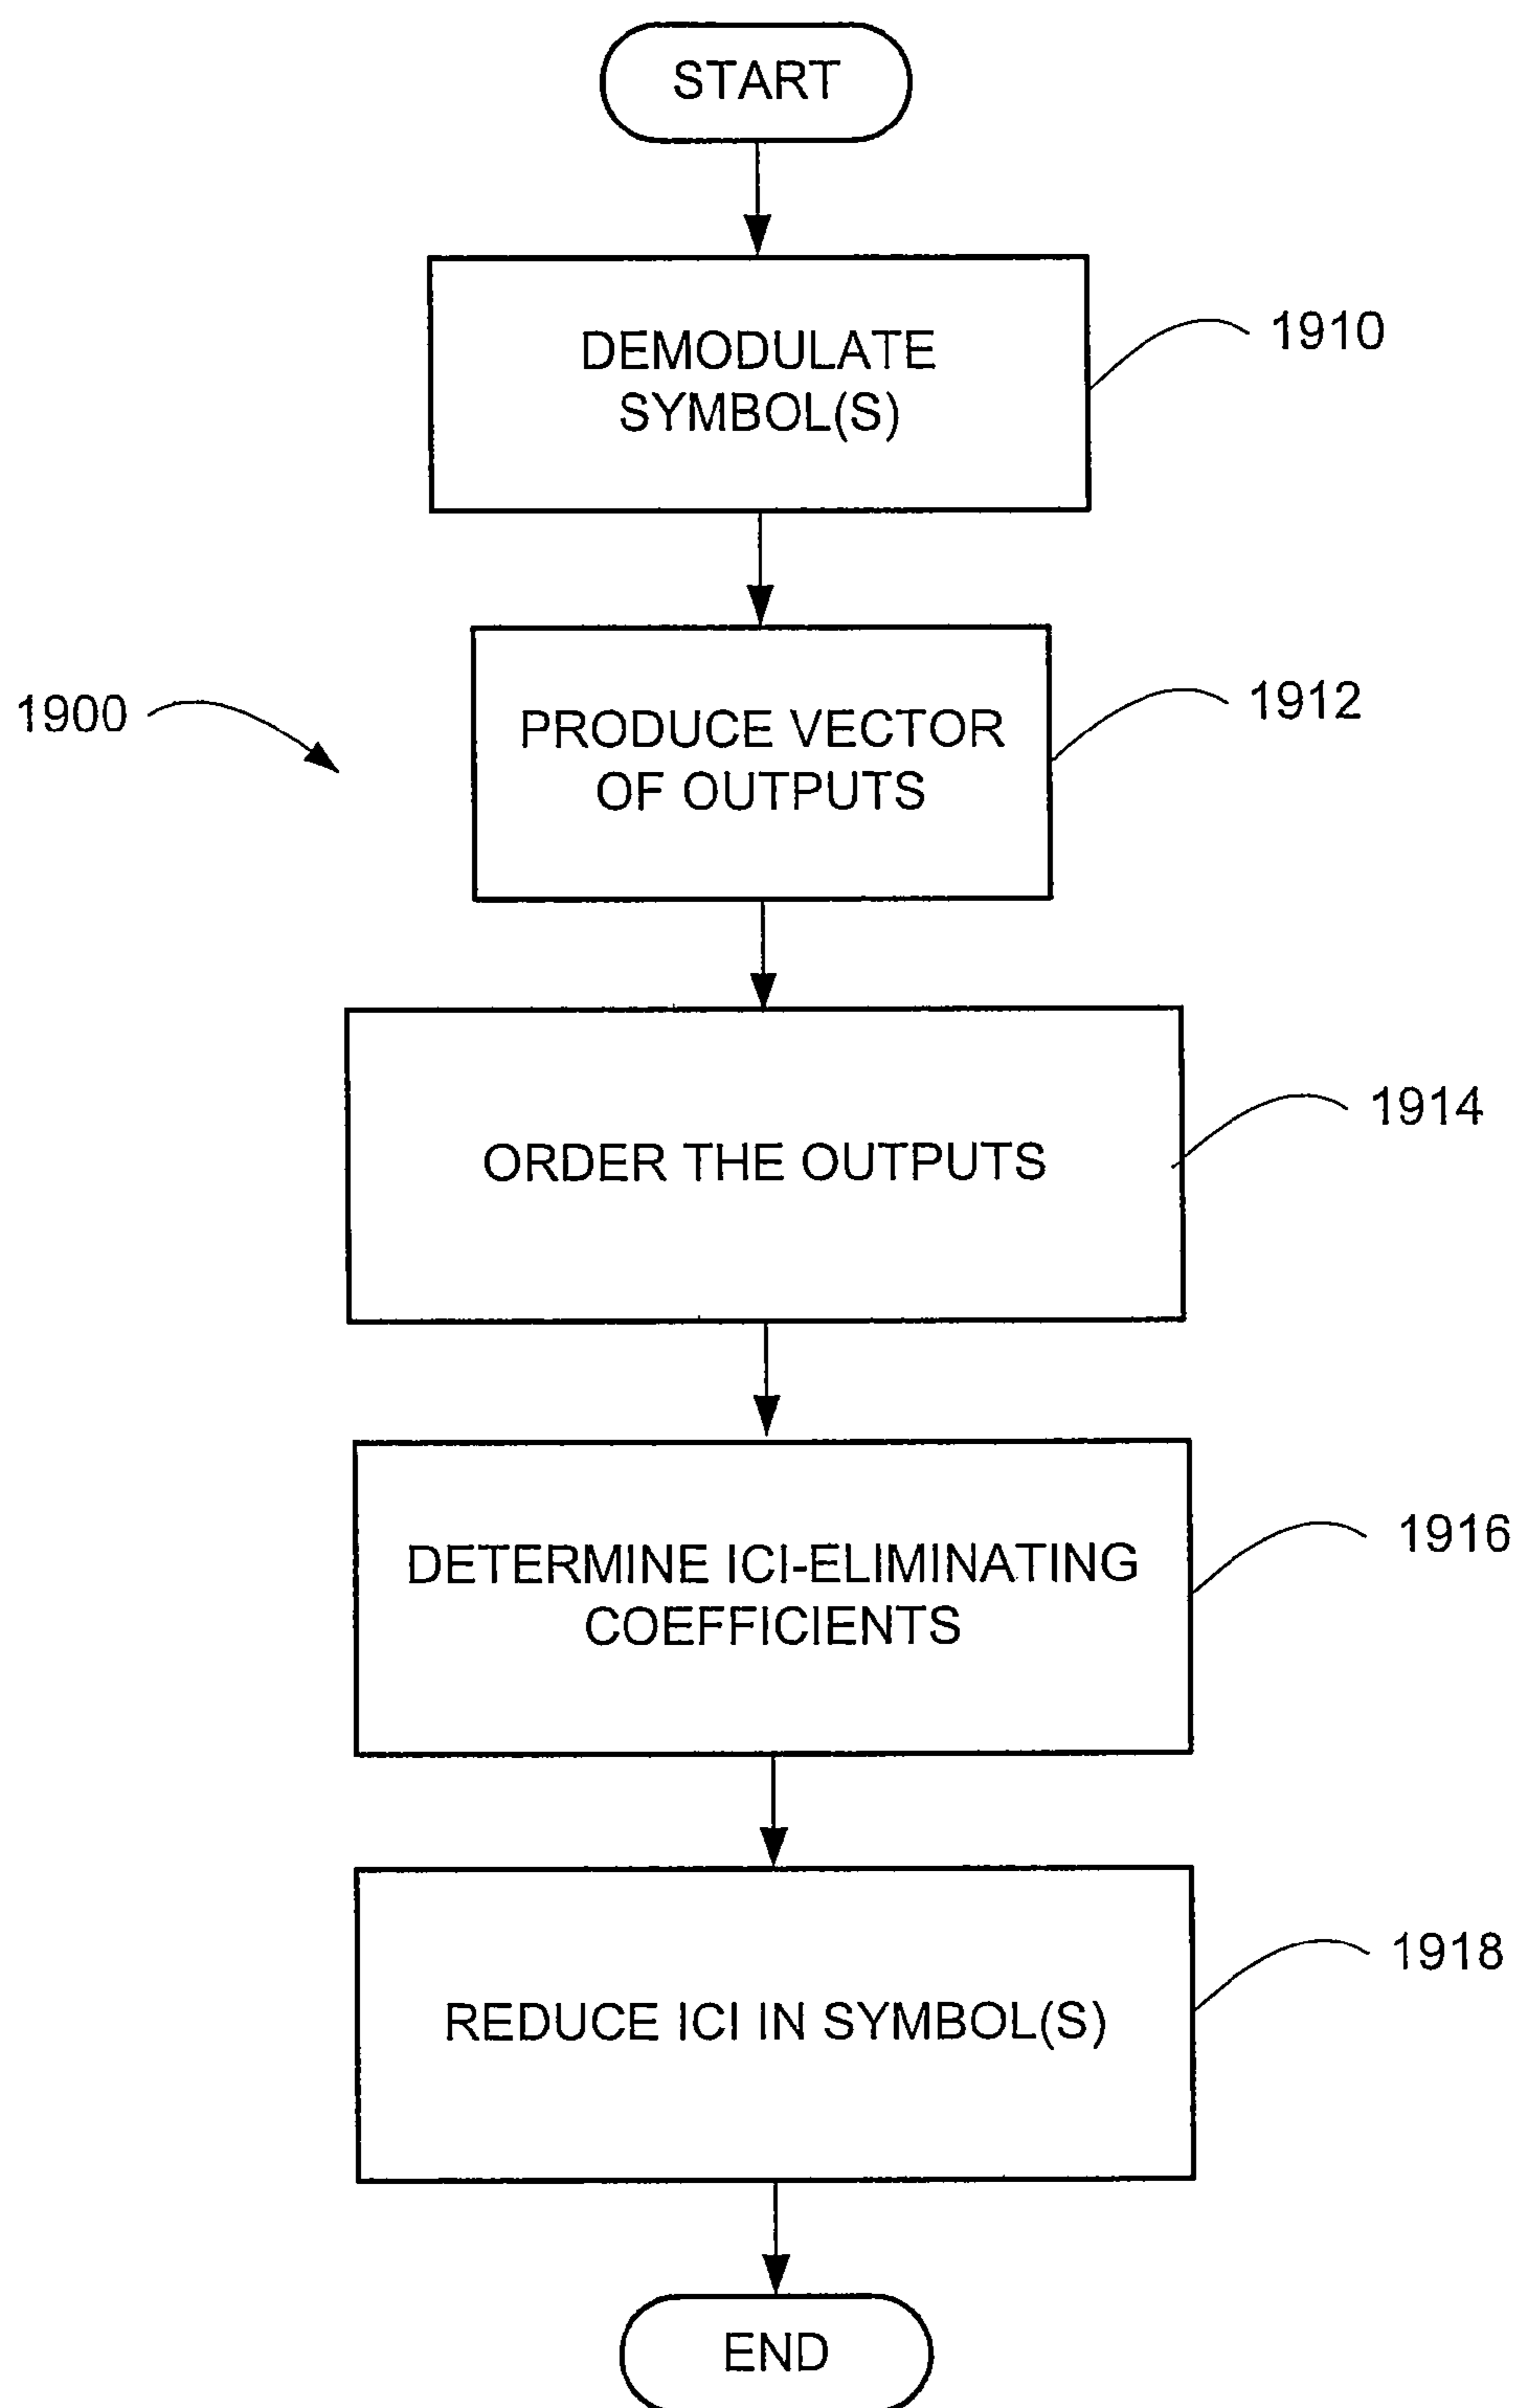 START
DEMODULATE
SYMBOL(S)
1910
PRODUCE VECTOR
OF OUTPUTS
1912
1900
ORDER THE OUTPUTS
1914
DETERMINE ICI-ELIMINATING
COEFFICIENTS
1916
REDUCE ICI IN SYMBOL(S)
1918
END